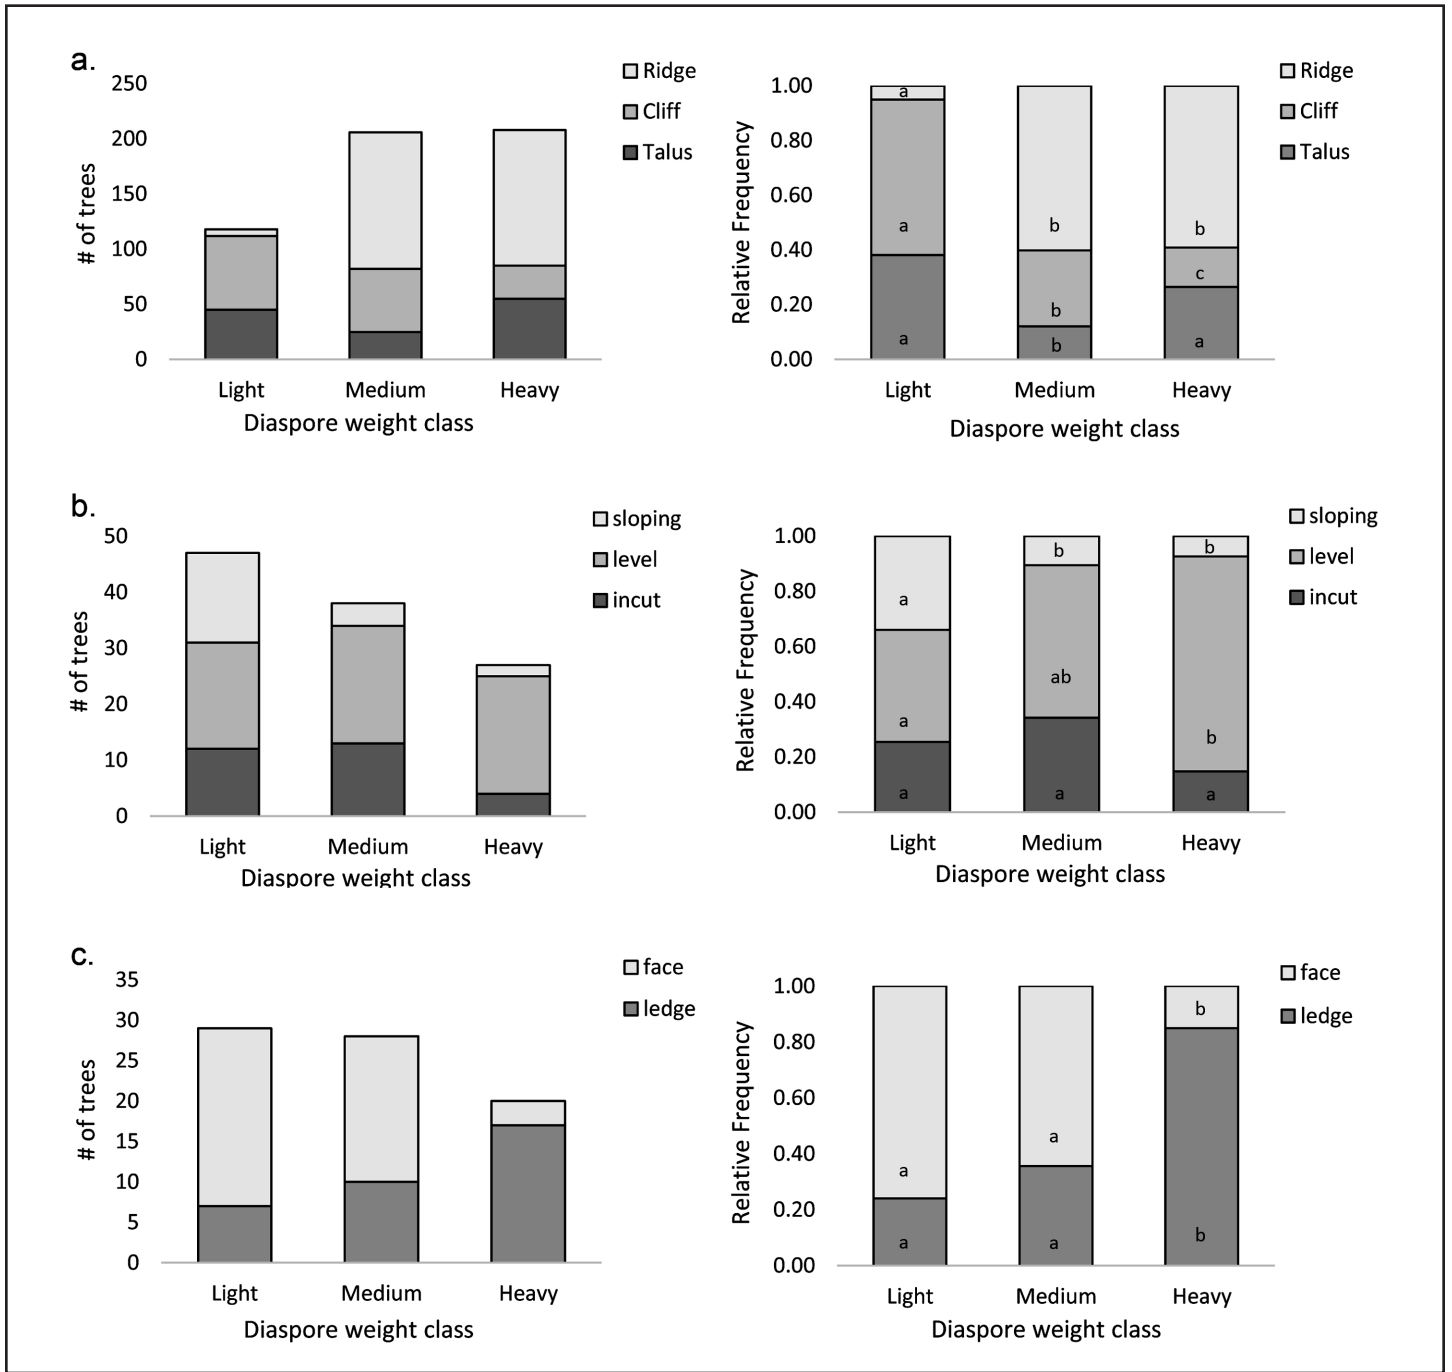 a.
250
200
150
100
50
0
# of trees
Light Medium Heavy
Diaspore weight class
Ridge
Cliff
Talus
1.00
0.80
0.60
0.40
0.20
0.00
Relative Frequency
a
a
a
b
b
b
b
c
a
Light Medium Heavy
Diaspore weight class
Ridge
Cliff
Talus
b.
50
40
30
20
10
0
# of trees
Light Medium Heavy
Diaspore weight class
sloping
level
incut
1.00
0.80
0.60
0.40
0.20
0.00
Relative Frequency
a
a
a
b
ab
a
b
b
a
Light Medium Heavy
Diaspore weight class
sloping
level
incut
c.
35
30
25
20
15
10
5
0
# of trees
Light Medium Heavy
Diaspore weight class
face
ledge
1.00
0.80
0.60
0.40
0.20
0.00
Relative Frequency
a
a
a
a
b
b
Light Medium Heavy
Diaspore weight class
face
ledge